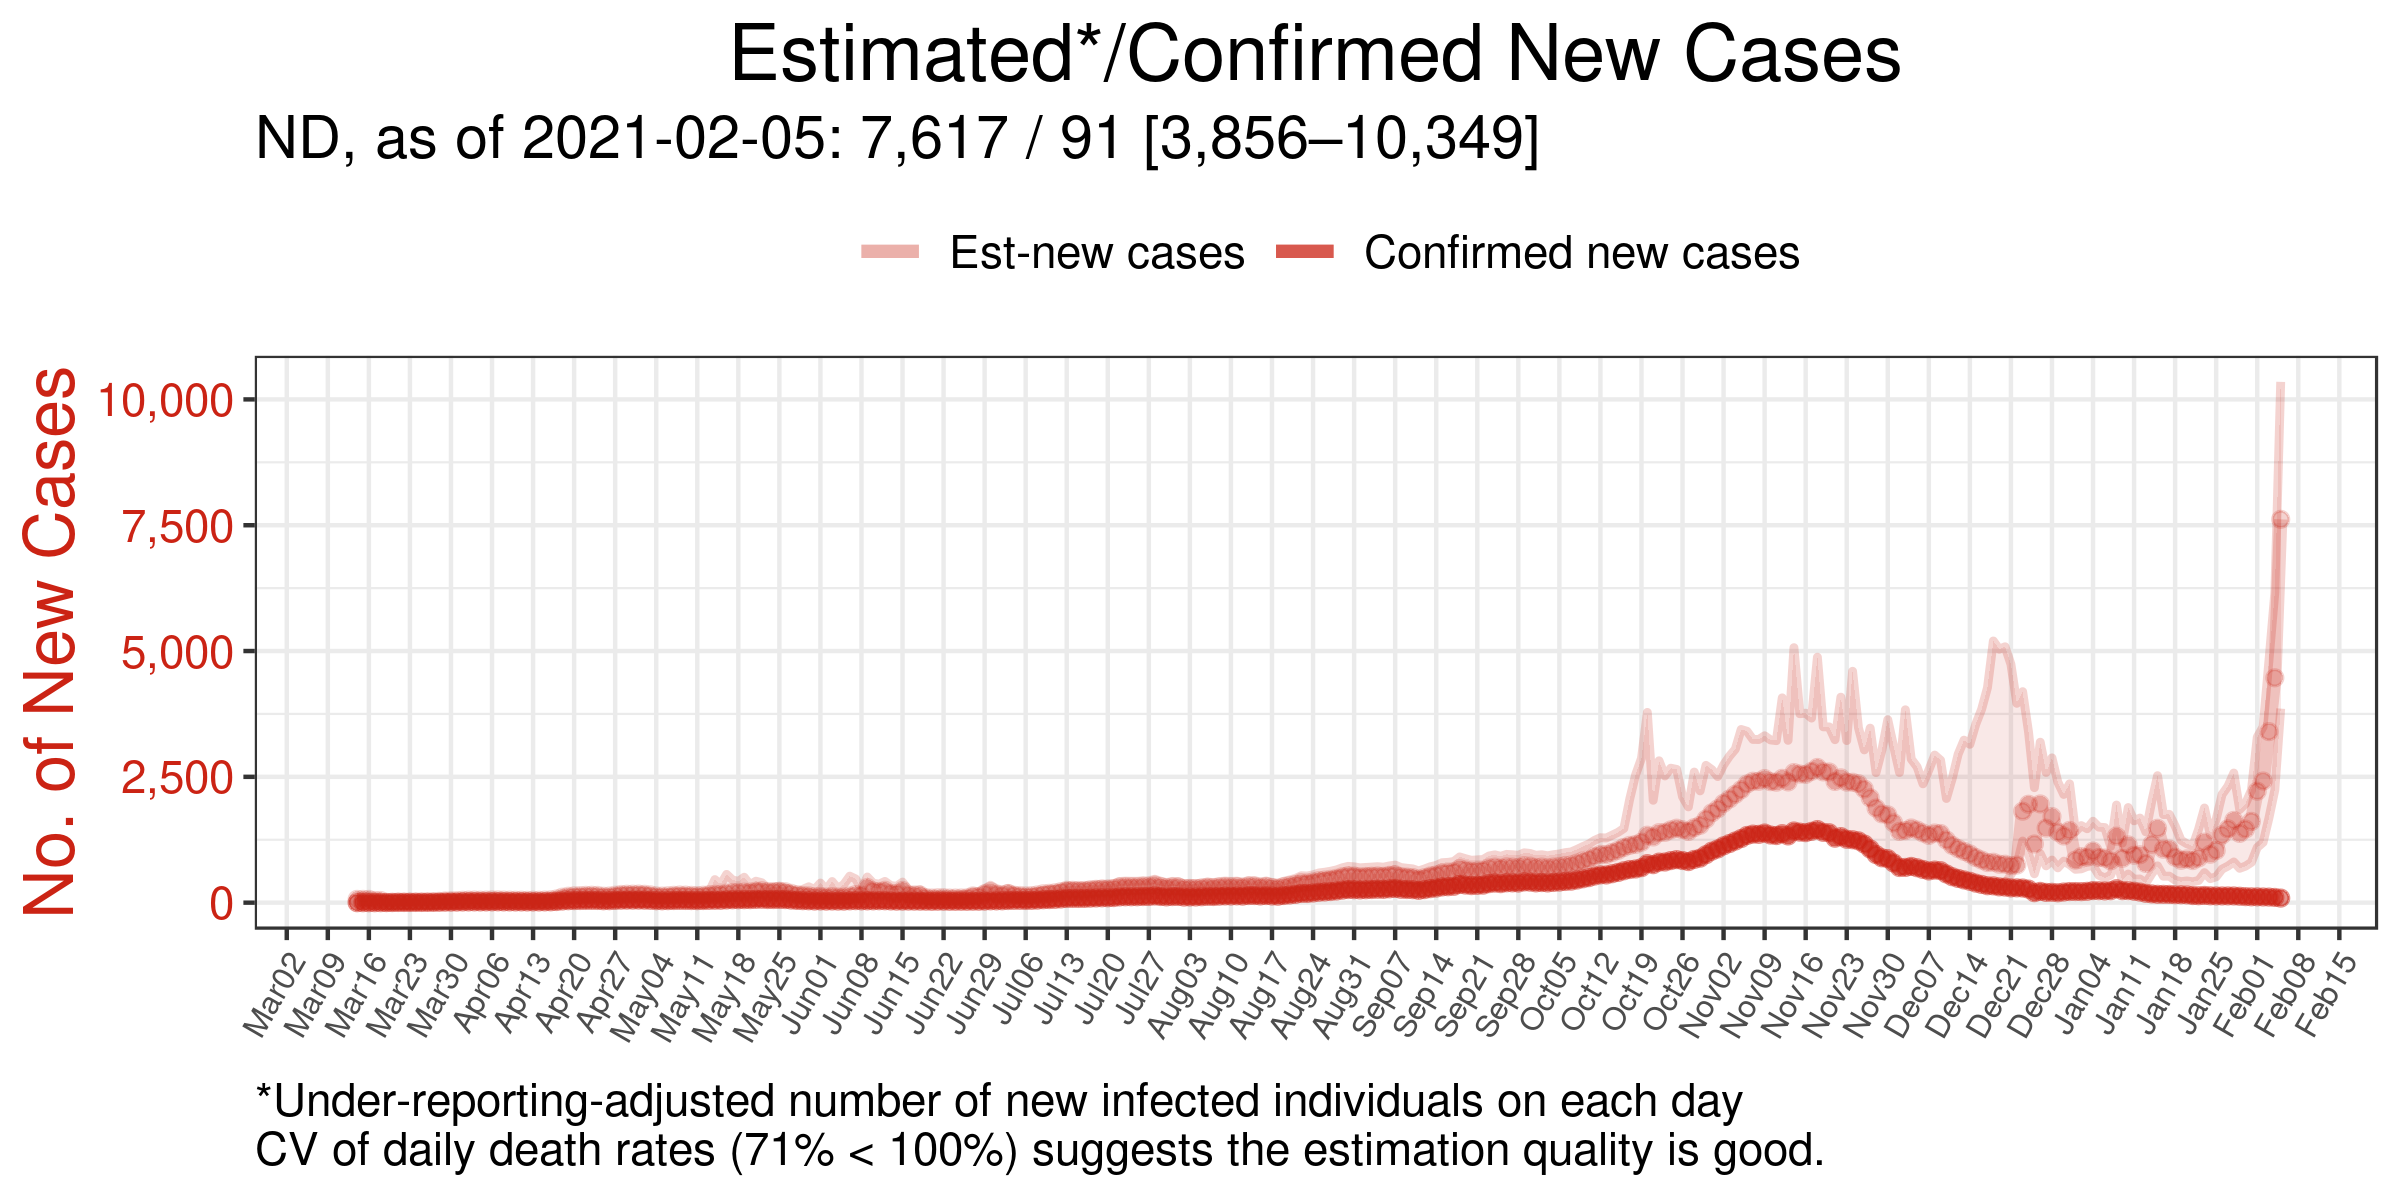 Estimated*/Confirmed New Cases
ND, as of 2021-02-05: 7,617 / 91 [3,856–10,349]
Est-new cases Confirmed new cases
No. of New Cases
10,000
7,500
5,000
2,500
0
Mar02 Mar09 Mar16 Mar23 Mar30 Apr06 Apr13 Apr20 Apr27 May04 May11 May18 May25 Jun01 Jun08 Jun15 Jun22 Jun29 Jul06 Jul13 Jul20 Jul27 Aug03 Aug10 Aug17 Aug24 Aug31 Sep07 Sep14 Sep21 Sep28 Oct05 Oct12 Oct19 Oct26 Nov02 Nov09 Nov16 Nov23 Nov30 Dec07 Dec14 Dec21 Dec28 Jan04 Jan11 Jan18 Jan25 Feb01 Feb08 Feb15
*Under-reporting-adjusted number of new infected individuals on each day
CV of daily death rates (71% < 100%) suggests the estimation quality is good.